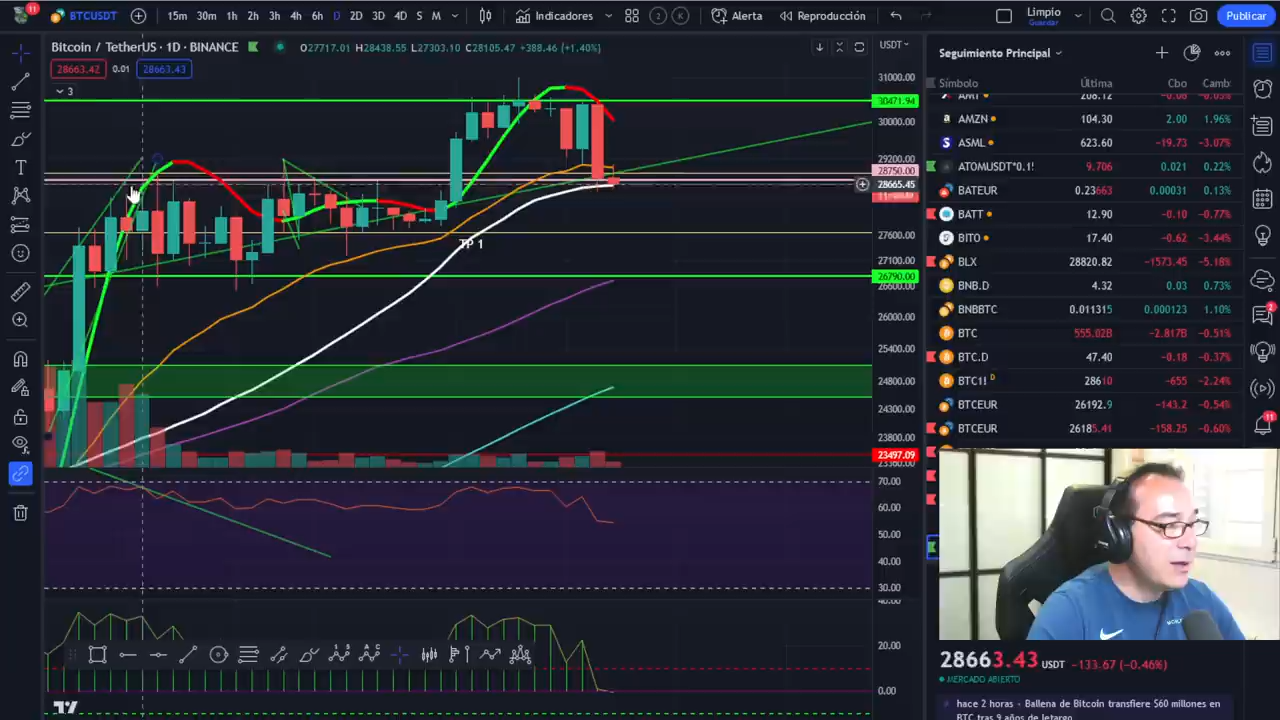 11
BTCUSDT
15m 30m 1h 2h 3h 4h 6h D 2D 3D 4D S M
Indicadores
2 K
Alerta
Reproducción
Limpio
Guardar
Publicar
Bitcoin / TetherUS · 1D · BINANCE
O27717.01 H28438.55 L27303.10 C28105.47 +388.46 (+1.40%)
USDT
28663.42 0.01 28663.43
3
31000.00
30471.94
30000.00
29200.00
28750.00
28665.45
27600.00
27100.00
26790.00
26600.00
26000.00
25400.00
24800.00
24300.00
23800.00
23497.09
70.00
60.00
50.00
40.00
30.00
20.00
0.00
TP 1
Seguimiento Principal
Símbolo Última Cbo Camb
AMZN 104.30 2.00 1.96%
ASML 623.60 -19.73 -3.07%
ATOMUSDT*0.1! 9.706 0.021 0.22%
BATEUR 0.23663 0.00031 0.13%
BATT 12.90 -0.10 -0.77%
BITO 17.40 -0.62 -3.44%
BLX 28820.82 -1573.45 -5.18%
BNB.D 4.32 0.03 0.73%
BNBBTC 0.011315 0.000123 1.10%
BTC 555.02B -2.817B -0.51%
BTC.D 47.40 -0.18 -0.37%
BTC1! D 28610 -655 -2.24%
BTCEUR 26192.9 -143.2 -0.54%
BTCEUR 26185.41 -158.25 -0.60%
2
11
28663.43 USDT -133.67 (-0.46%)
MERCADO ABIERTO
hace 2 horas · Ballena de Bitcoin transfiere $60 millones en
BTC tras 9 años de letargo